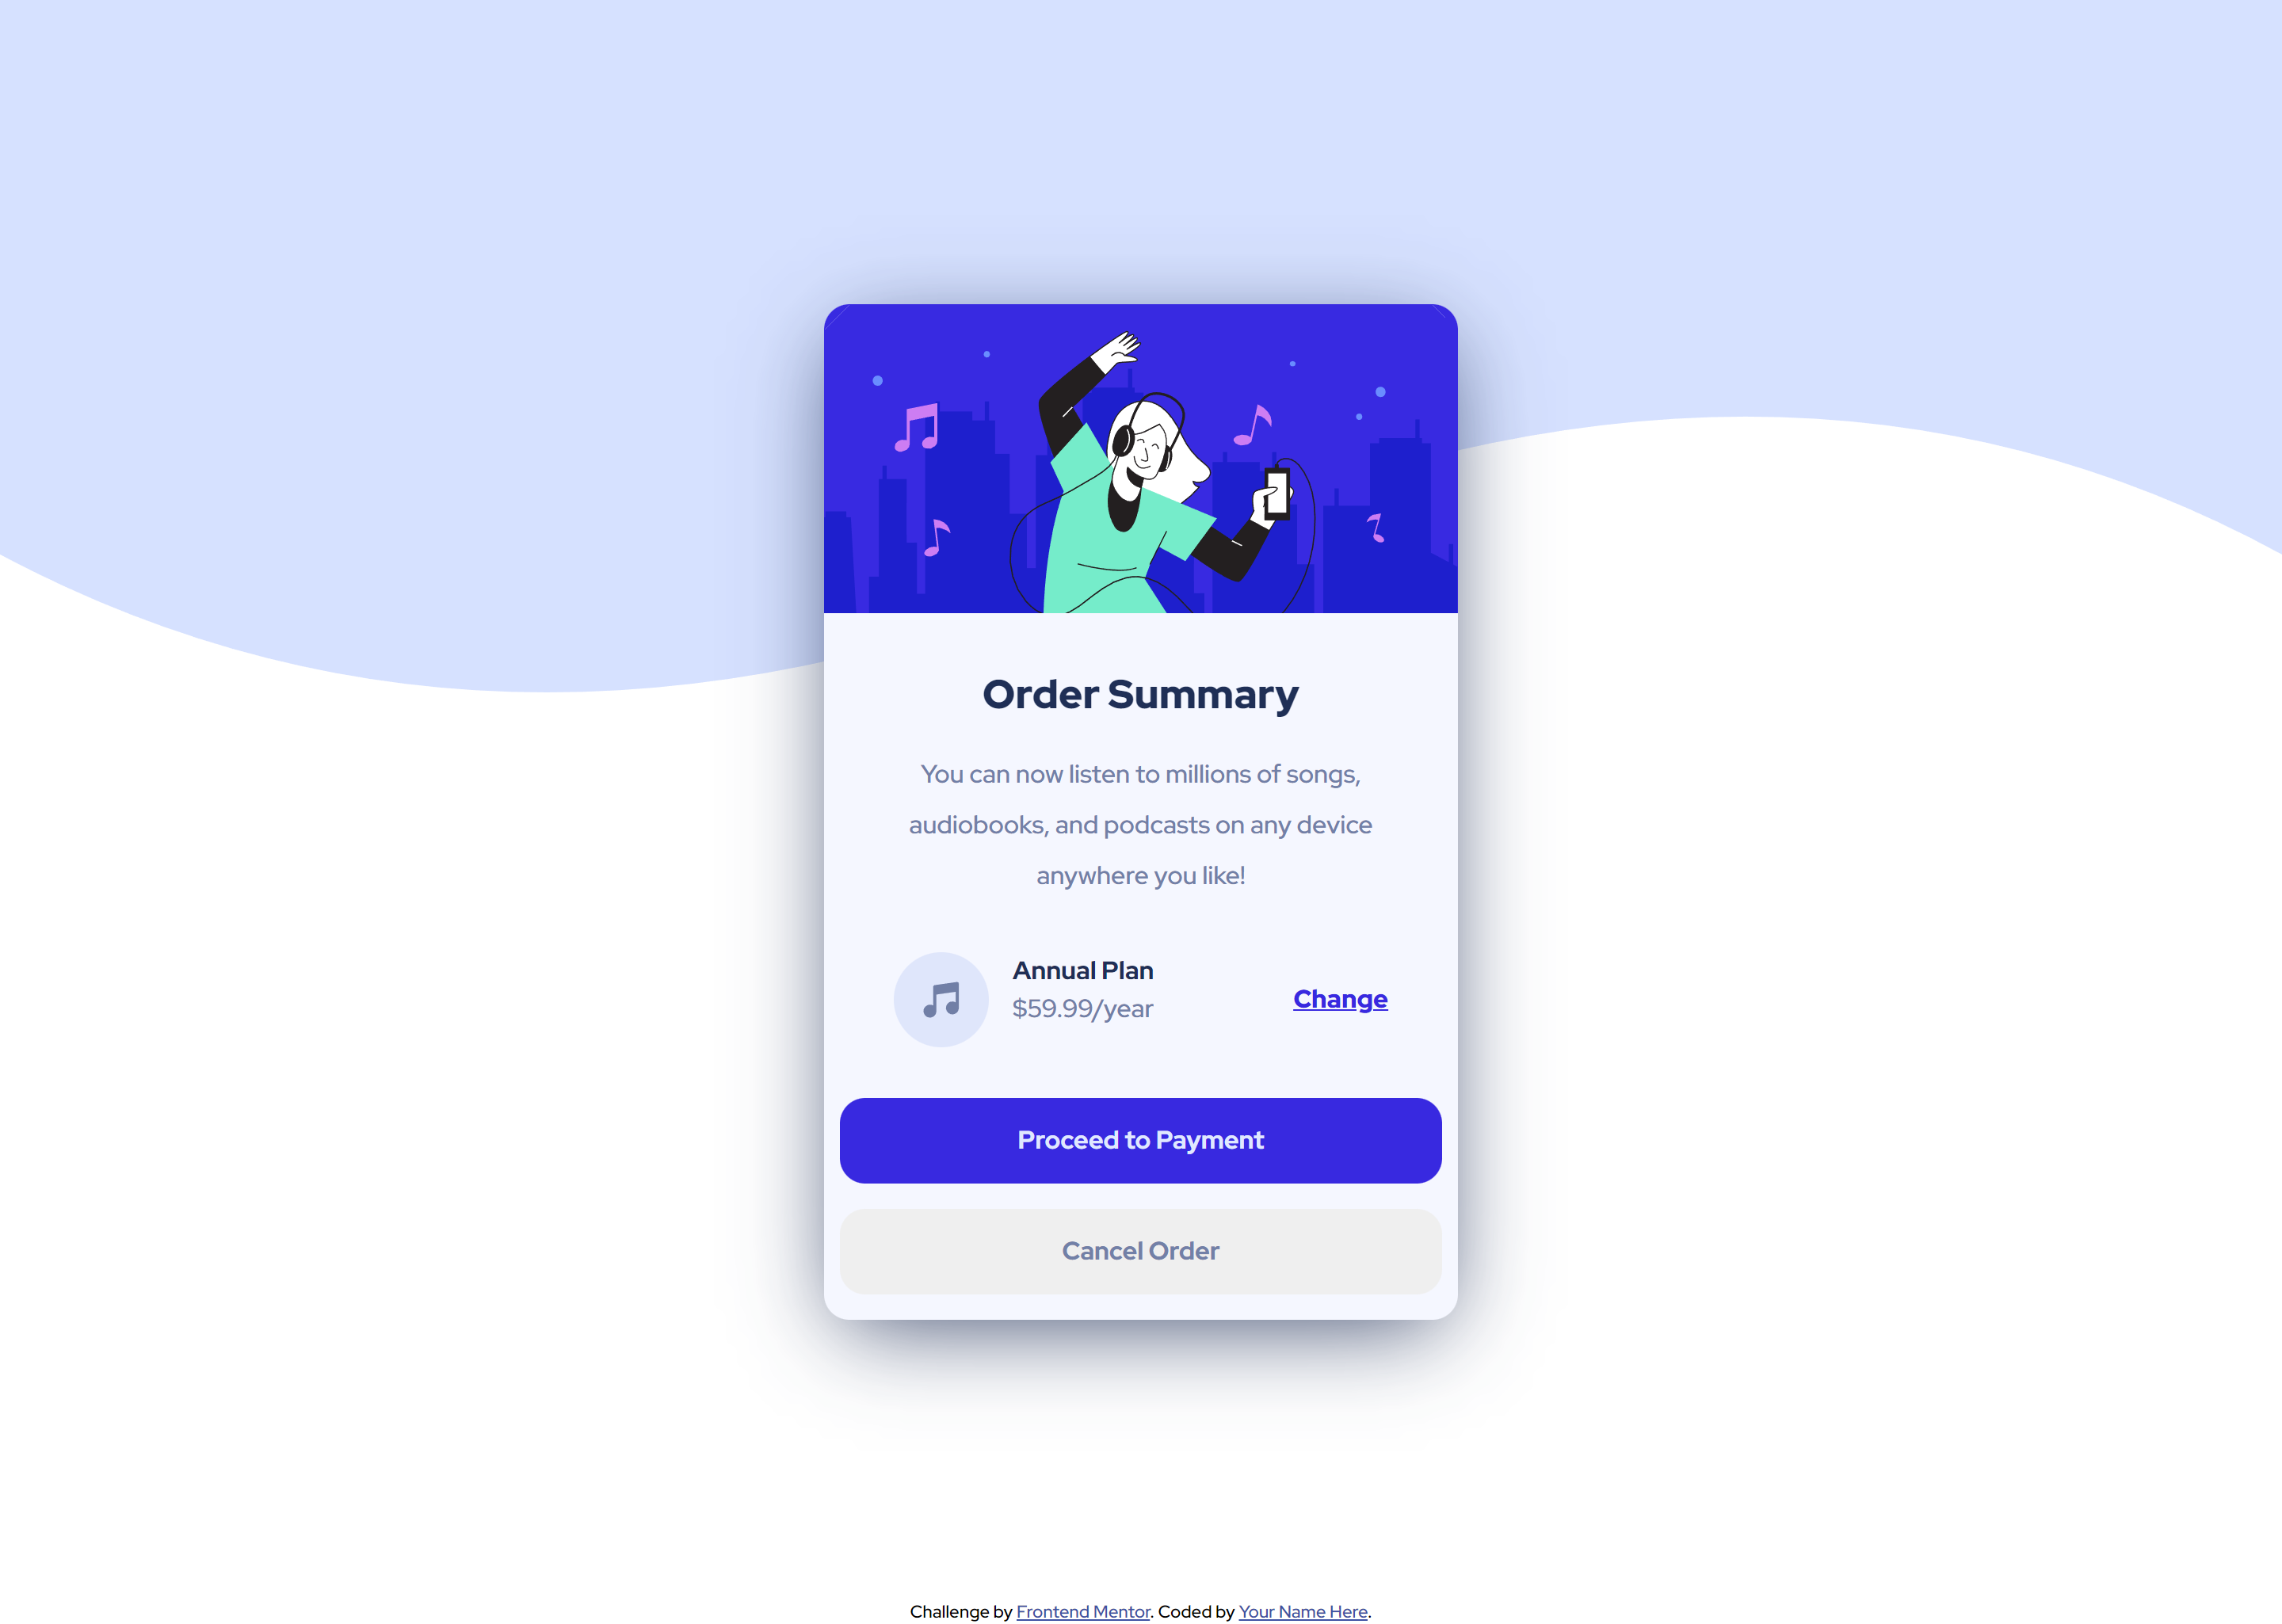 Order Summary
You can now listen to millions of songs,
audiobooks, and podcasts on any device
anywhere you like!
Annual Plan
$59.99/year
Change
Proceed to Payment
Cancel Order
Challenge by Frontend Mentor. Coded by Your Name Here.